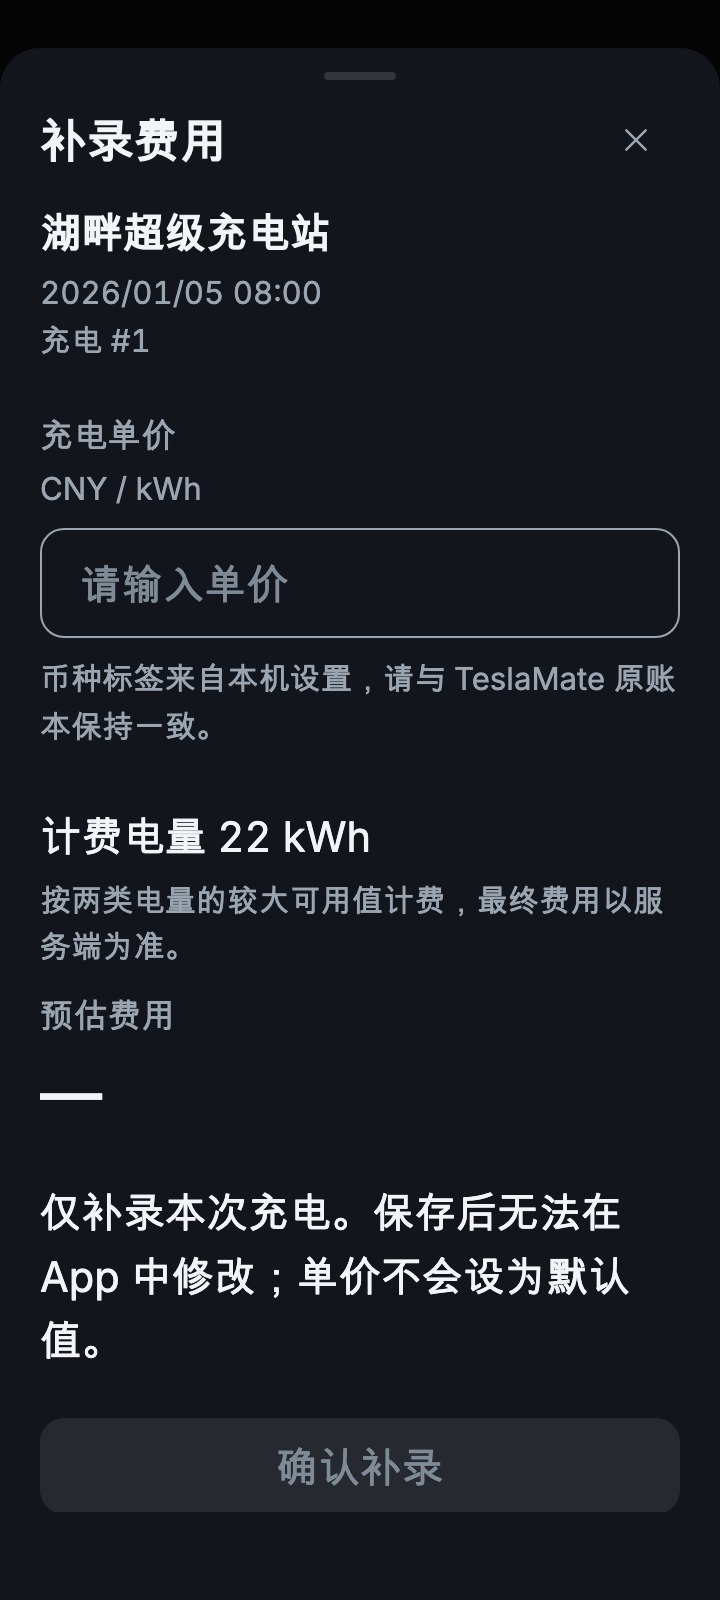 补录费用
湖畔超级充电站
2026/01/05 08:00
充电 #1
充电单价
CNY / kWh
请输入单价
币种标签来自本机设置，请与 TeslaMate 原账
本保持一致。
计费电量 22 kWh
按两类电量的较大可用值计费，最终费用以服
务端为准。
预估费用
—
仅补录本次充电。保存后无法在
App 中修改；单价不会设为默认
值。
确认补录